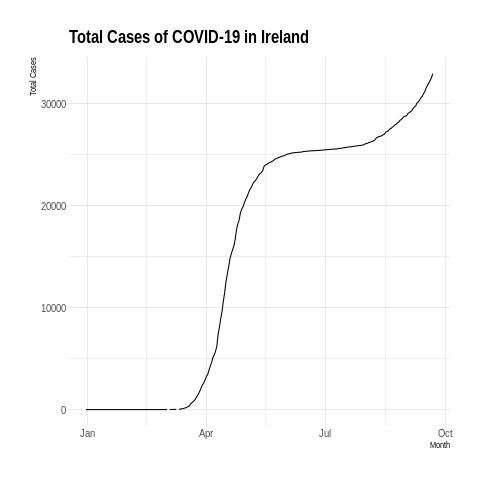 Total Cases of COVID-19 in Ireland
Total Cases
30000
20000
10000
0
Jan Apr Jul Oct
Month